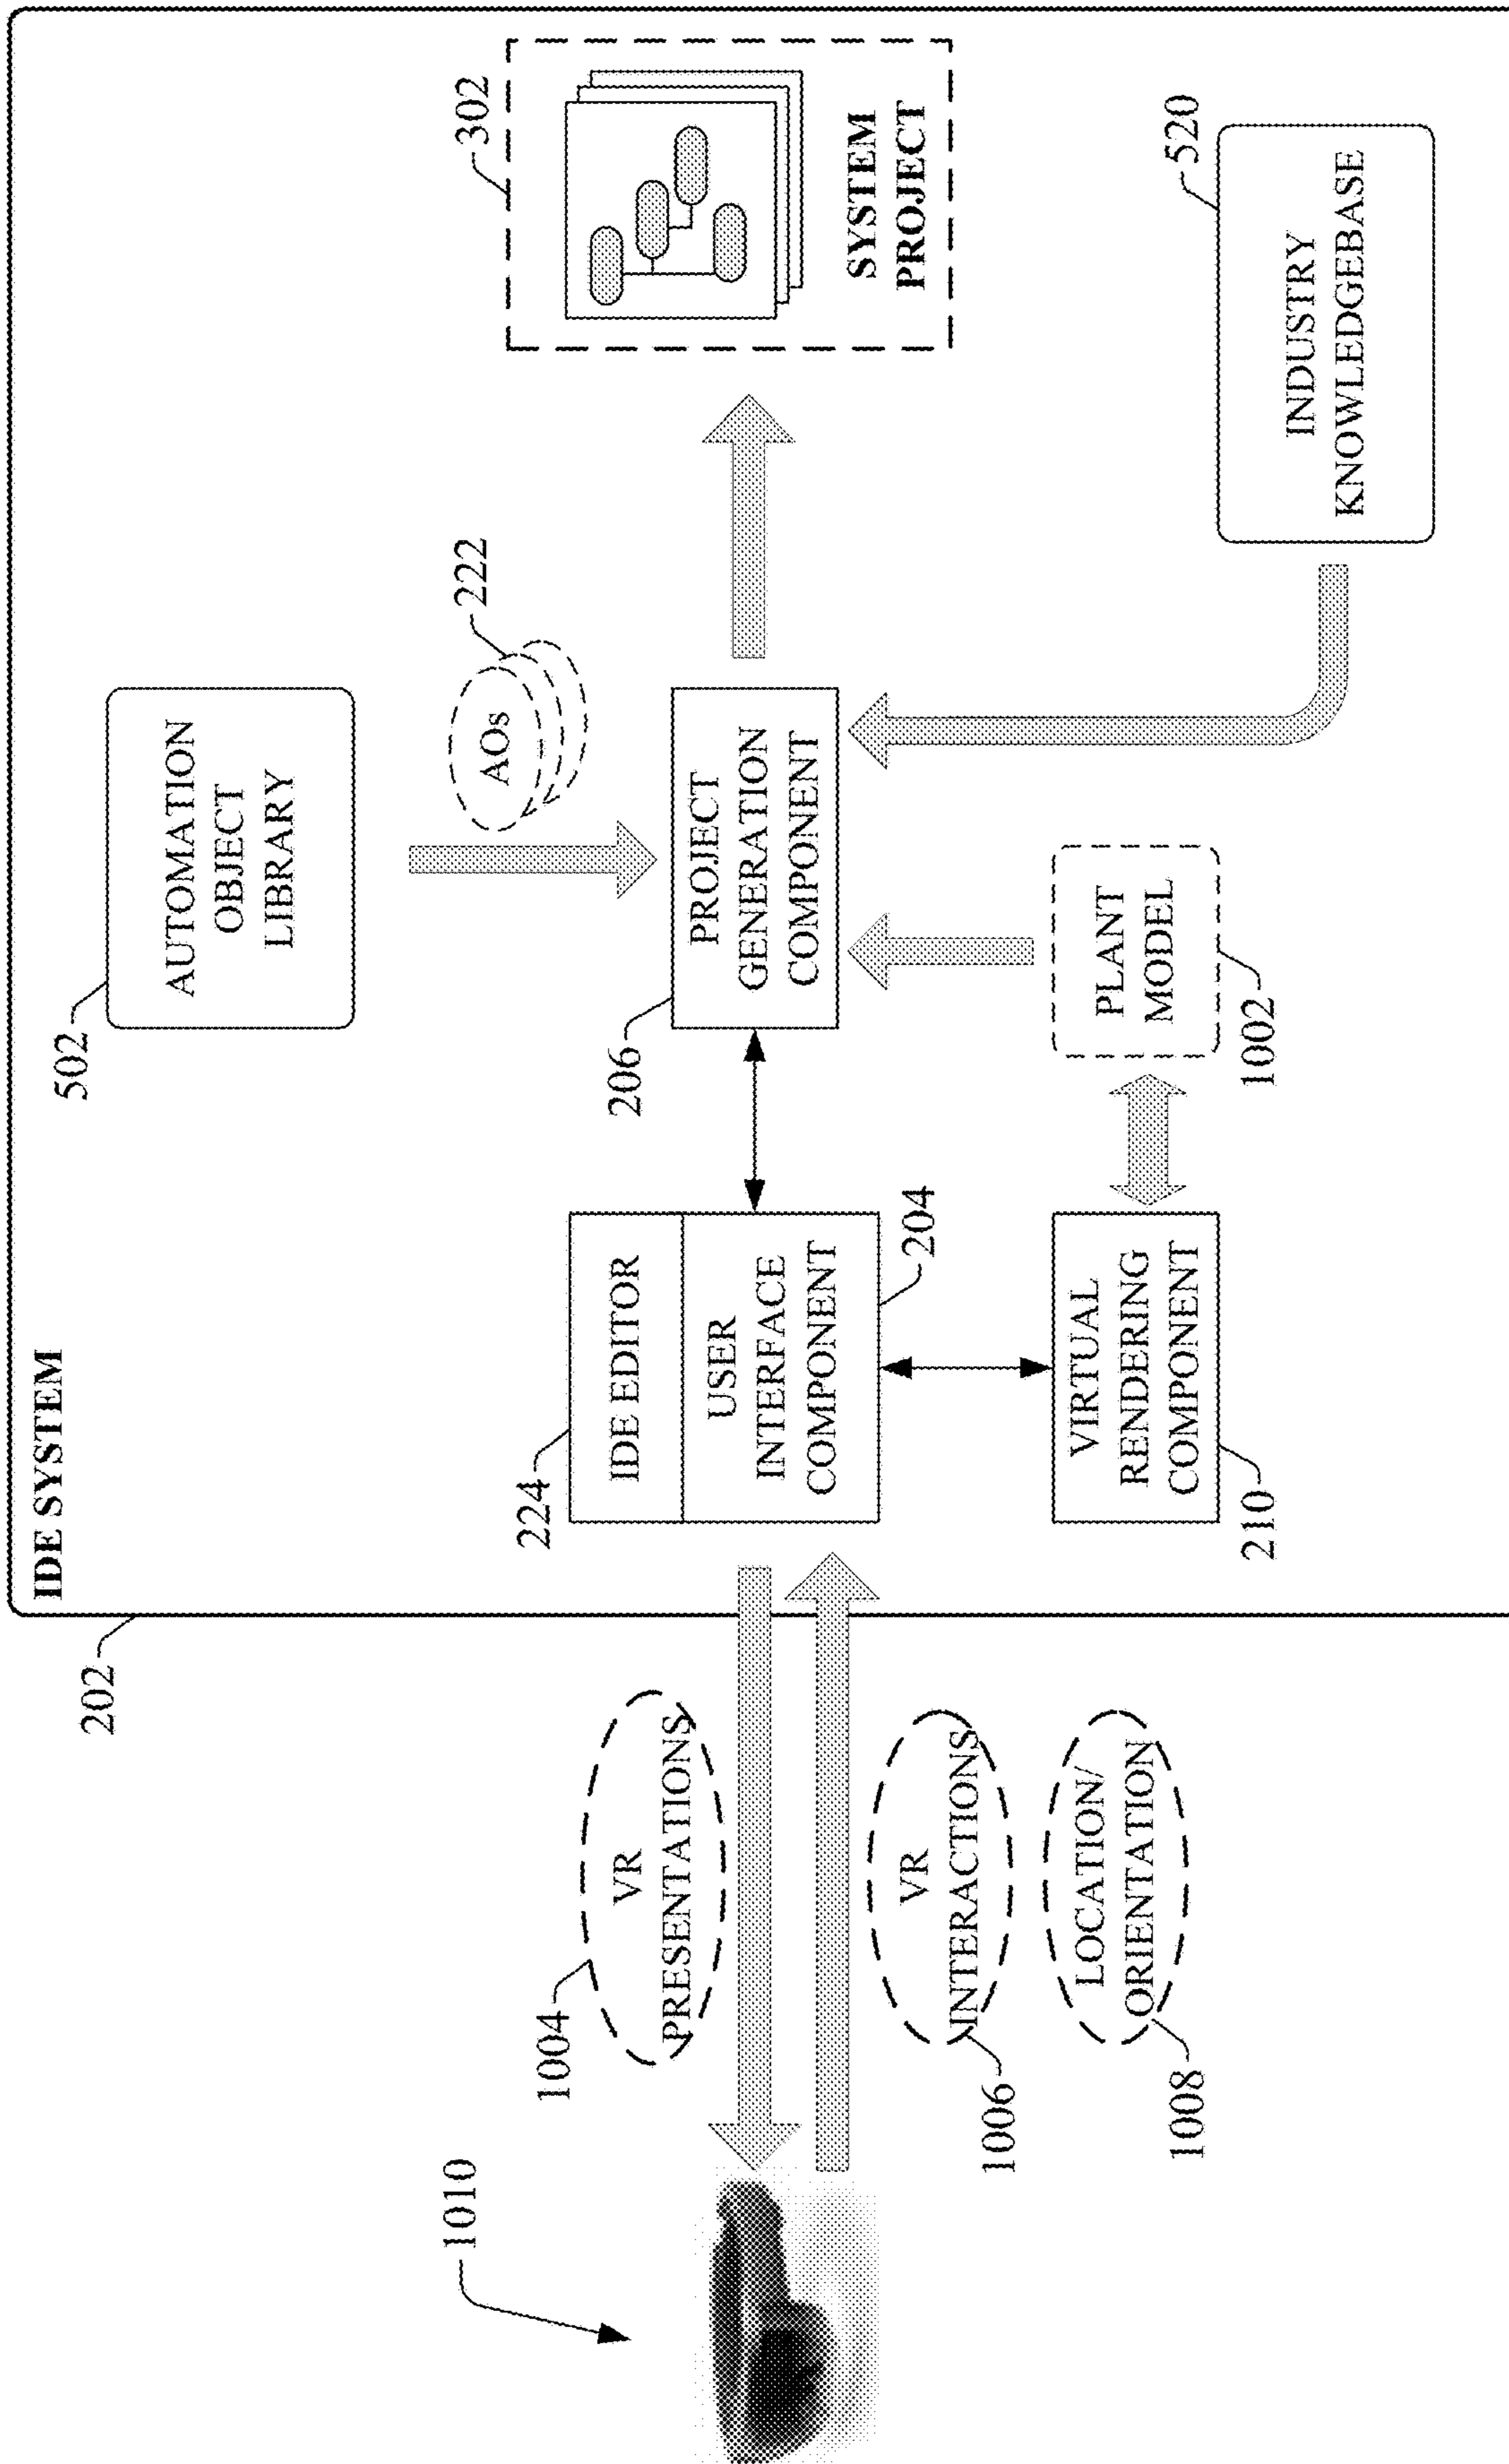 IDE SYSTEM
202
502
AUTOMATION
OBJECT
LIBRARY
AOs
222
302
SYSTEM
PROJECT
1010
1004
VR
PRESENTATIONS
224
IDE EDITOR
USER
INTERFACE
COMPONENT
204
206
PROJECT
GENERATION
COMPONENT
1006
VR
INTERACTIONS
1008
LOCATION/
ORIENTATION
210
VIRTUAL
RENDERING
COMPONENT
PLANT
MODEL
1002
520
INDUSTRY
KNOWLEDGEBASE